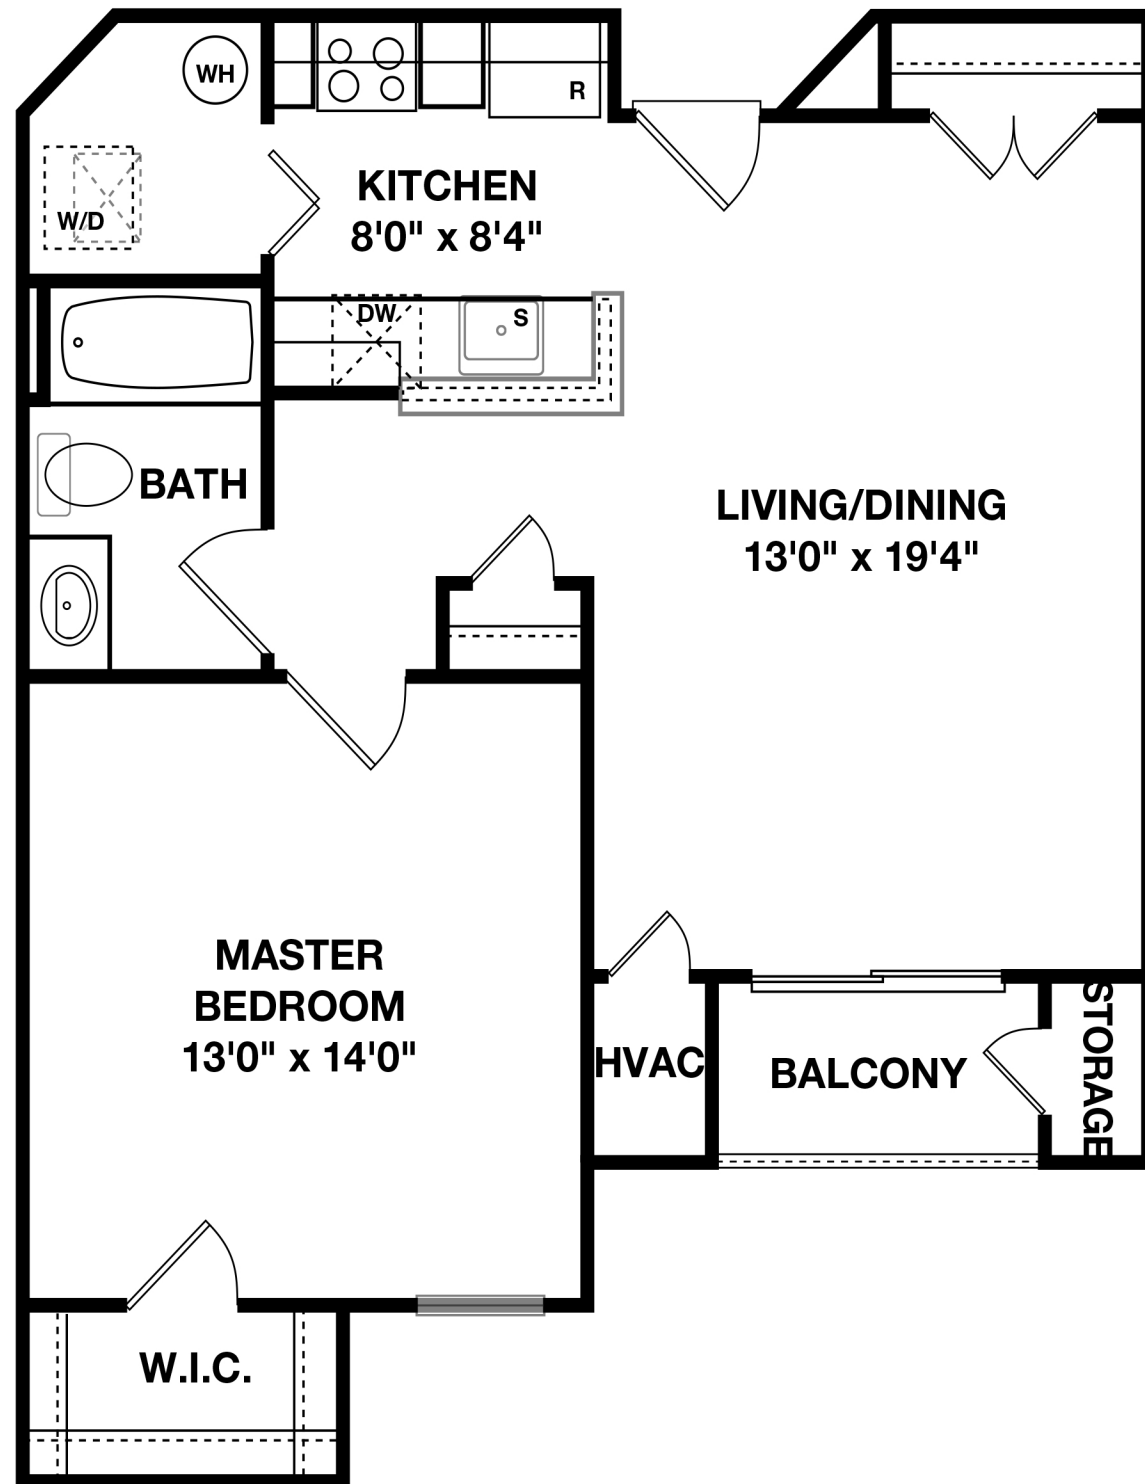 WH
R
KITCHEN
8'0" x 8'4"
W/D
DW
S
BATH
LIVING/DINING
13'0" x 19'4"
MASTER
BEDROOM
13'0" x 14'0"
HVAC
BALCONY
STORAGE
W.I.C.